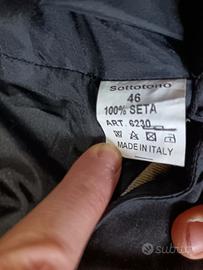 Sottotono
46
100% SETA
ART. 6230
MADE IN ITALY
subito